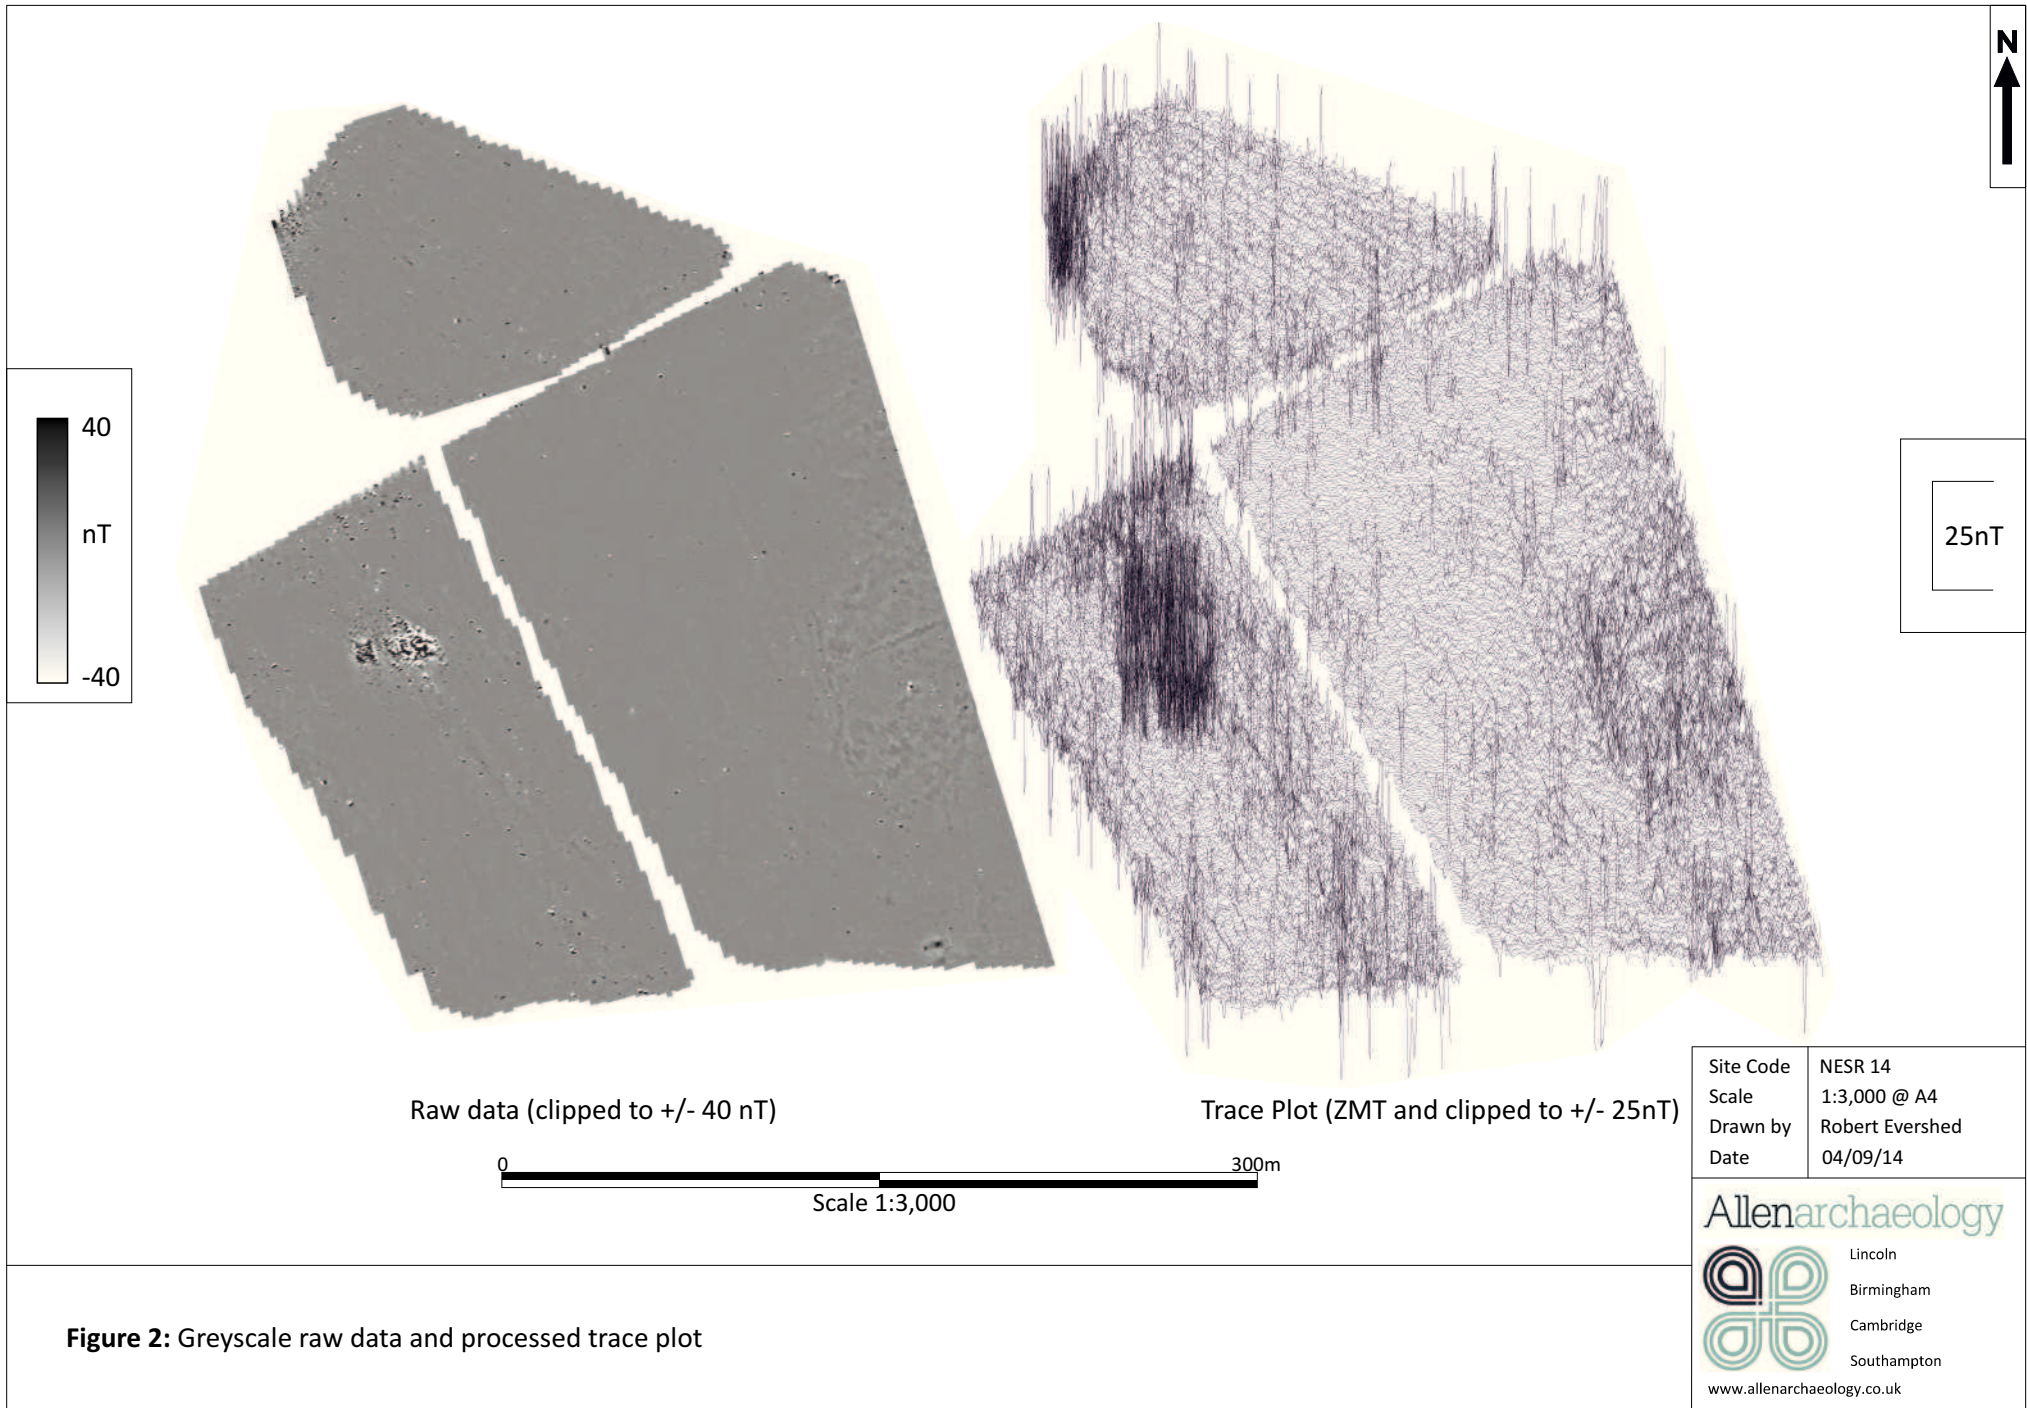 N
40
nT
-40
25nT
Raw data (clipped to +/- 40 nT)
Trace Plot (ZMT and clipped to +/- 25nT)
0 300m
Scale 1:3,000
Site Code NESR 14
Scale 1:3,000 @ A4
Drawn by Robert Evershed
Date 04/09/14
Allenarchaeology
Lincoln
Birmingham
Cambridge
Southampton
www.allenarchaeology.co.uk
Figure 2: Greyscale raw data and processed trace plot